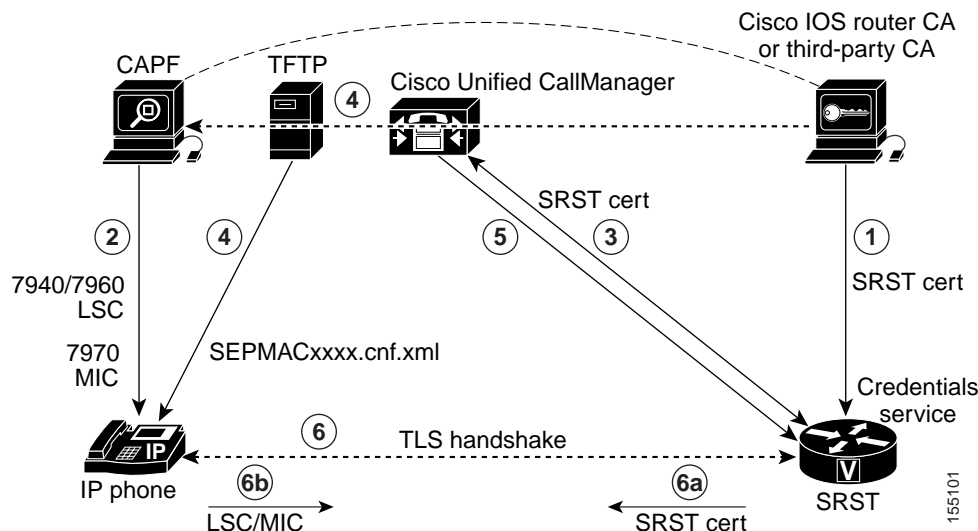 Cisco IOS router CA
or third-party CA
CAPF
TFTP
Cisco Unified CallManager
4
SRST cert
2
4
5
3
1
7940/7960
LSC
SRST cert
7970
MIC
SEPMACxxxx.cnf.xml
Credentials
service
6
TLS handshake
IP
V
IP phone
6b
6a
SRST
LSC/MIC
SRST cert
155101